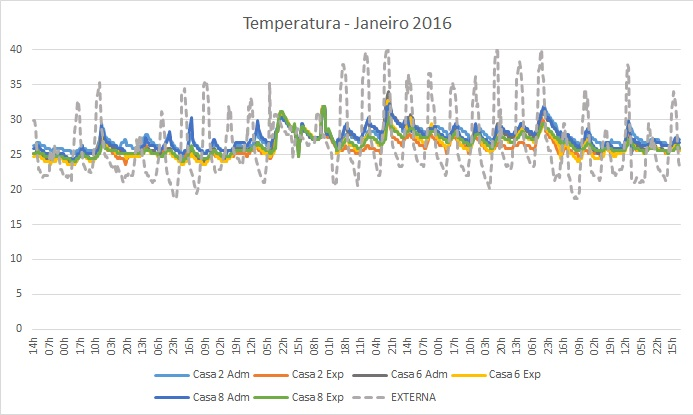 Temperatura - Janeiro 2016
40
35
30
25
20
15
10
5
0
14h 07h 00h 17h 10h 03h 20h 13h 06h 23h 16h 09h 02h 19h 12h 05h 22h 15h 08h 01h 18h 11h 04h 21h 14h 07h 00h 17h 10h 03h 20h 13h 06h 23h 16h 09h 02h 19h 12h 05h 22h 15h
Casa 2 Adm Casa 2 Exp Casa 6 Adm Casa 6 Exp
Casa 8 Adm Casa 8 Exp EXTERNA